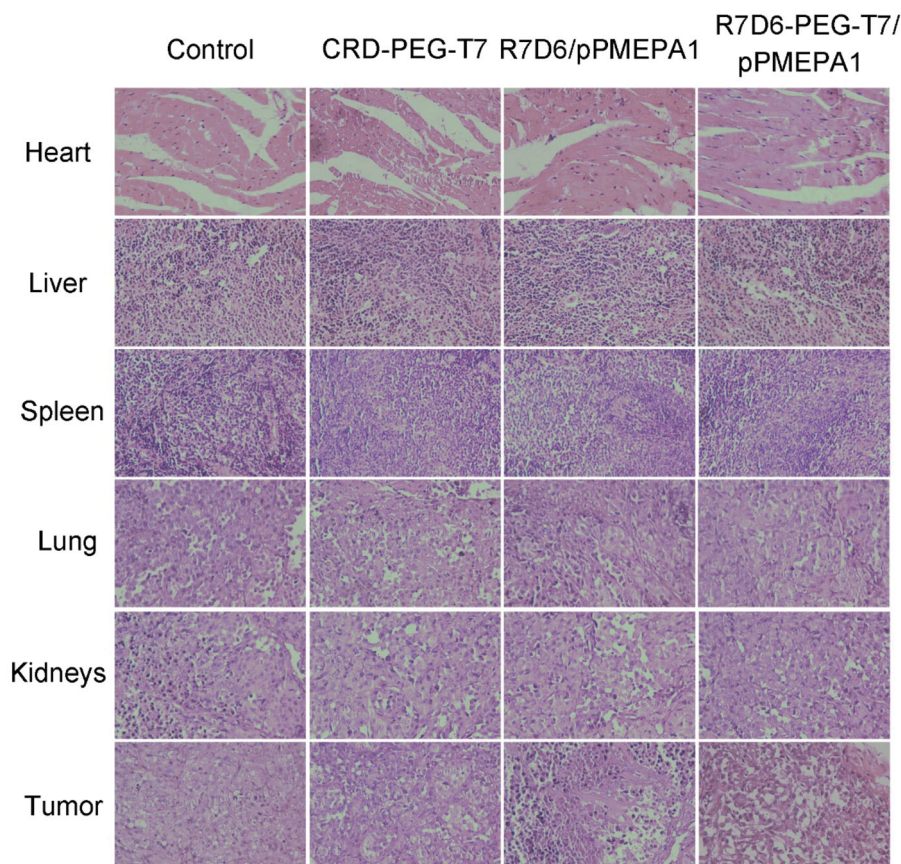 Control
CRD-PEG-T7
R7D6/pPMEPA1
R7D6-PEG-T7/
pPMEPA1
Heart
Liver
Spleen
Lung
Kidneys
Tumor